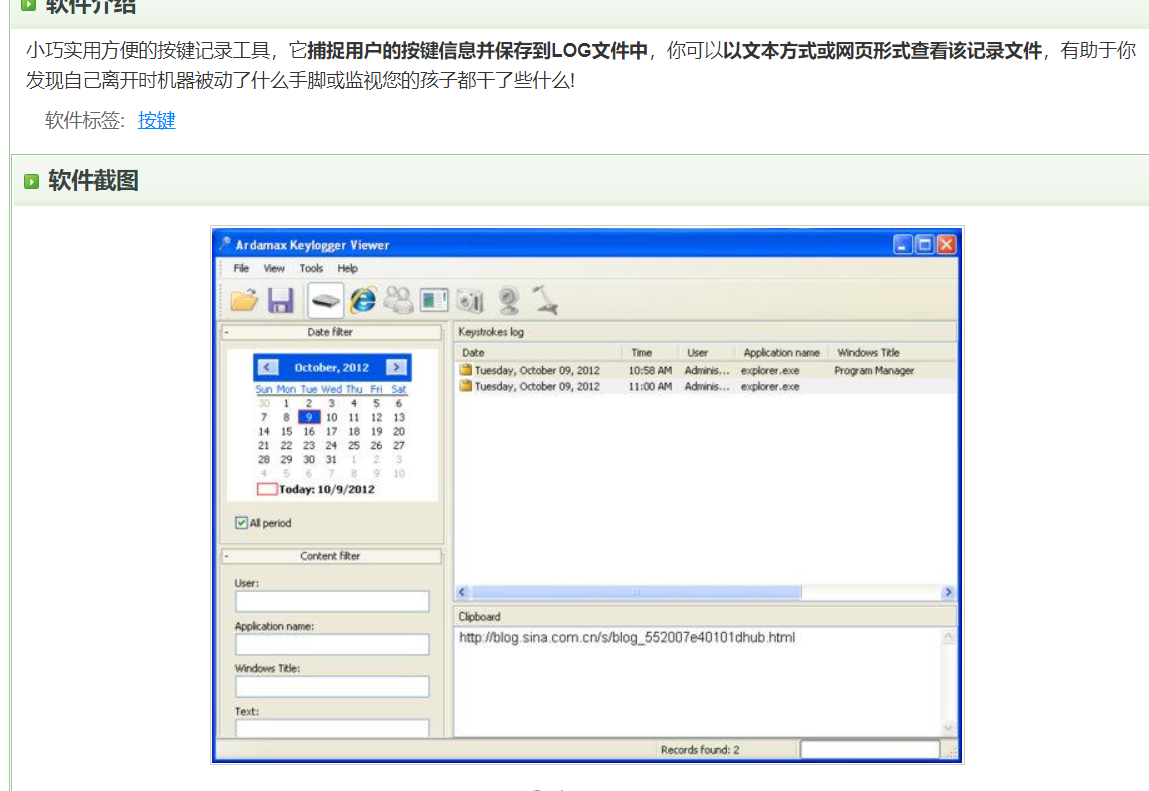 软件介绍
小巧实用方便的按键记录工具，它捕捉用户的按键信息并保存到LOG文件中，你可以以文本方式或网页形式查看该记录文件，有助于你
发现自己离开时机器被动了什么手脚或监视您的孩子都干了些什么!
软件标签: 按键
软件截图
Ardamax Keylogger Viewer
File View Tools Help
- Date filter
October, 2012
Sun Mon Tue Wed Thu Fri Sat
30 1 2 3 4 5 6
7 8 9 10 11 12 13
14 15 16 17 18 19 20
21 22 23 24 25 26 27
28 29 30 31 1 2 3
4 5 6 7 8 9 10
Today: 10/9/2012
All period
- Content filter
User:
Application name:
Windows Title:
Text:
Keystrokes log
Date Time User Application name Windows Title
Tuesday, October 09, 2012 10:58 AM Adminis... explorer.exe Program Manager
Tuesday, October 09, 2012 11:00 AM Adminis... explorer.exe
Clipboard
http://blog.sina.com.cn/s/blog_552007e40101dhub.html
Records found: 2